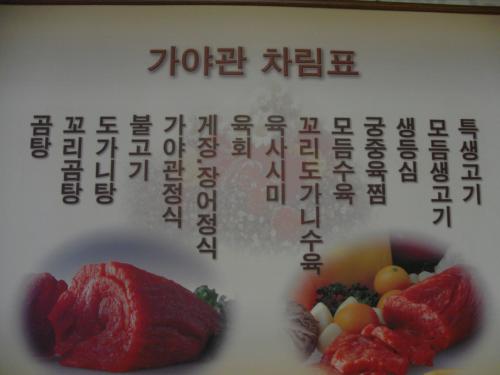 가야관 차림표
특생고기
모듬생고기
생등심
궁중육찜
모듬수육
꼬리도가니수육
육사시미
육회
게장·장어정식
가야관정식
불고기
도가니탕
꼬리곰탕
곰탕